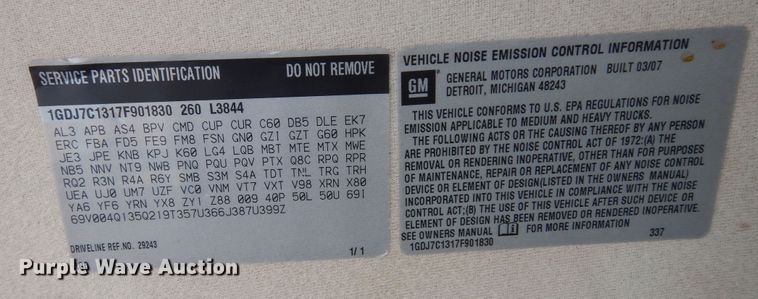 SERVICE PARTS IDENTIFICATION DO NOT REMOVE
1GDJ7C1317F901830 260 L3844
AL3 APB AS4 BPV CMD CUP CUR C60 DB5 DLE EK7
ERC FBA FD5 FE9 FM8 FSN GN0 GZI GZT G60 HPK
JE3 JPE KNB KPJ K60 LG4 LQB MBT MTE MTX MWE
NB5 NNV NT9 NWB PNQ PQU PQV PTX Q8C RPQ RPR
RQ2 R3N R4A R6Y SMB S3M S4A TDT TNL TRG TRH
UEA UJ0 UM7 UZF VC0 VNM VT7 VXT V98 XRN X80
YA6 YF6 YRN YX8 ZYI Z88 009 40P 50L 50U 69I
69V004Q135Q219T357U366J387U399Z
DRIVELINE REF. NO. 29243 1/ 1
VEHICLE NOISE EMISSION CONTROL INFORMATION
GM GENERAL MOTORS CORPORATION BUILT 03/07
DETROIT, MICHIGAN 48243
THIS VEHICLE CONFORMS TO U.S. EPA REGULATIONS FOR NOISE
EMISSION APPLICABLE TO MEDIUM AND HEAVY TRUCKS.
THE FOLLOWING ACTS OR THE CAUSING THEREOF BY ANY PERSON
ARE PROHIBITED BY THE NOISE CONTROL ACT OF 1972:(A) THE
REMOVAL OR RENDERING INOPERATIVE, OTHER THAN FOR PURPOSES
OF MAINTENANCE, REPAIR OR REPLACEMENT OF ANY NOISE CONTROL
DEVICE OR ELEMENT OF DESIGN(LISTED IN THE OWNERS MANUAL)
INCORPORATED INTO THIS VEHICLE IN COMPLIANCE WITH THE NOISE
CONTROL ACT;(B) THE USE OF THIS VEHICLE AFTER SUCH DEVICE OR
ELEMENT OF DESIGN HAS BEEN REMOVED OR RENDERED INOPERATIVE.
SEE OWNERS MANUAL i FOR MORE INFORMATION
1GDJ7C1317F901830 337
Purple Wave Auction